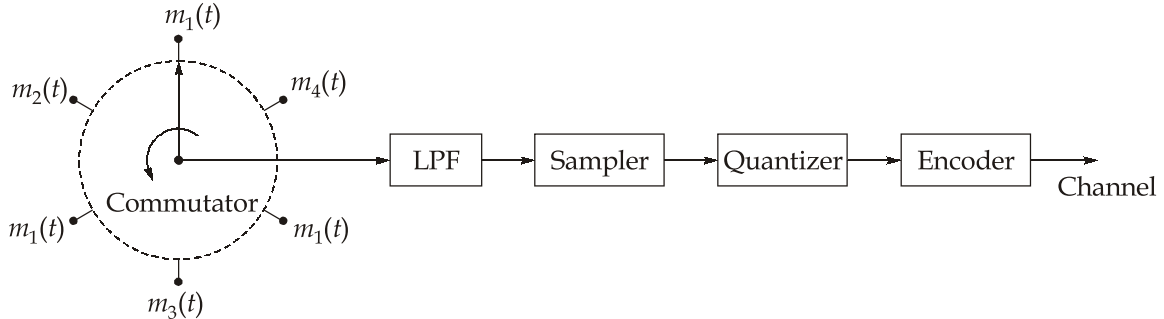 m₁(t)
m₂(t)
m₄(t)
LPF
Sampler
Quantizer
Encoder
Channel
Commutator
m₁(t)
m₁(t)
m₃(t)